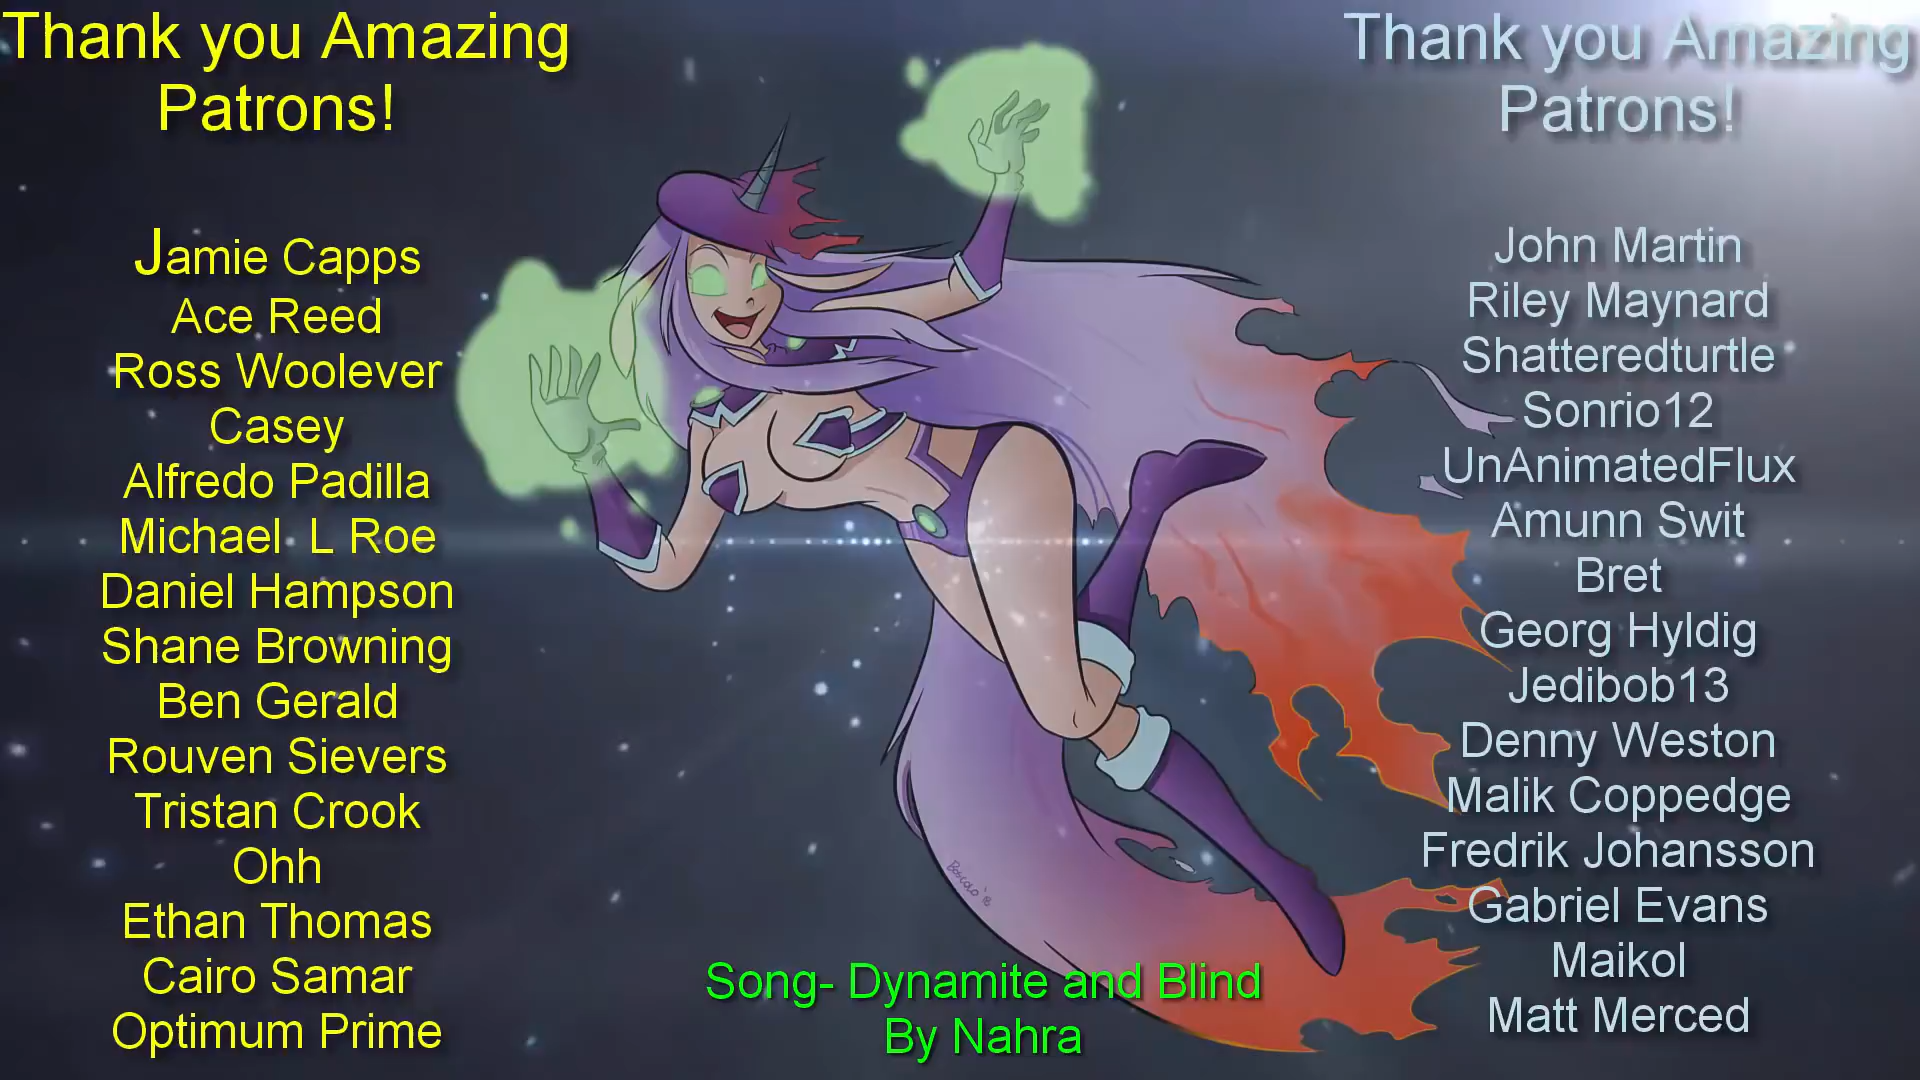 Thank you Amazing
Patrons!
Jamie Capps
Ace Reed
Ross Woolever
Casey
Alfredo Padilla
Michael L Roe
Daniel Hampson
Shane Browning
Ben Gerald
Rouven Sievers
Tristan Crook
Ohh
Ethan Thomas
Cairo Samar
Optimum Prime
Thank you Amazing
Patrons!
John Martin
Riley Maynard
Shatteredturtle
Sonrio12
UnAnimatedFlux
Amunn Swit
Bret
Georg Hyldig
Jedibob13
Denny Weston
Malik Coppedge
Fredrik Johansson
Gabriel Evans
Maikol
Matt Merced
Song- Dynamite and Blind
By Nahra